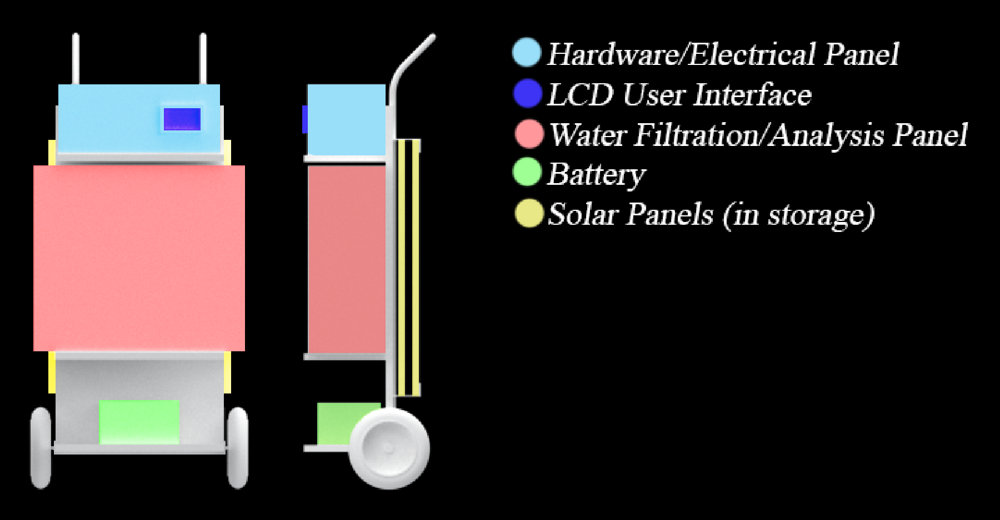 Hardware/Electrical Panel
LCD User Interface
Water Filtration/Analysis Panel
Battery
Solar Panels (in storage)